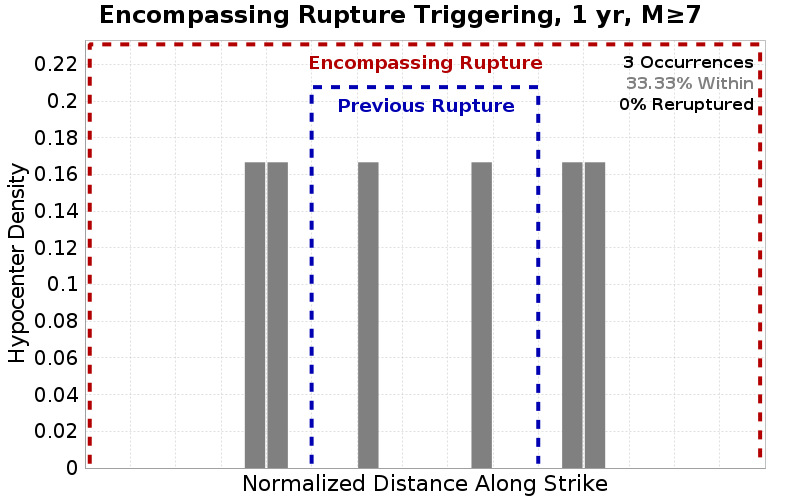 Encompassing Rupture Triggering, 1 yr, M≥7
Hypocenter Density
0.22
0.2
0.18
0.16
0.14
0.12
0.1
0.08
0.06
0.04
0.02
0
Encompassing Rupture
Previous Rupture
3 Occurrences
33.33% Within
0% Reruptured
Normalized Distance Along Strike